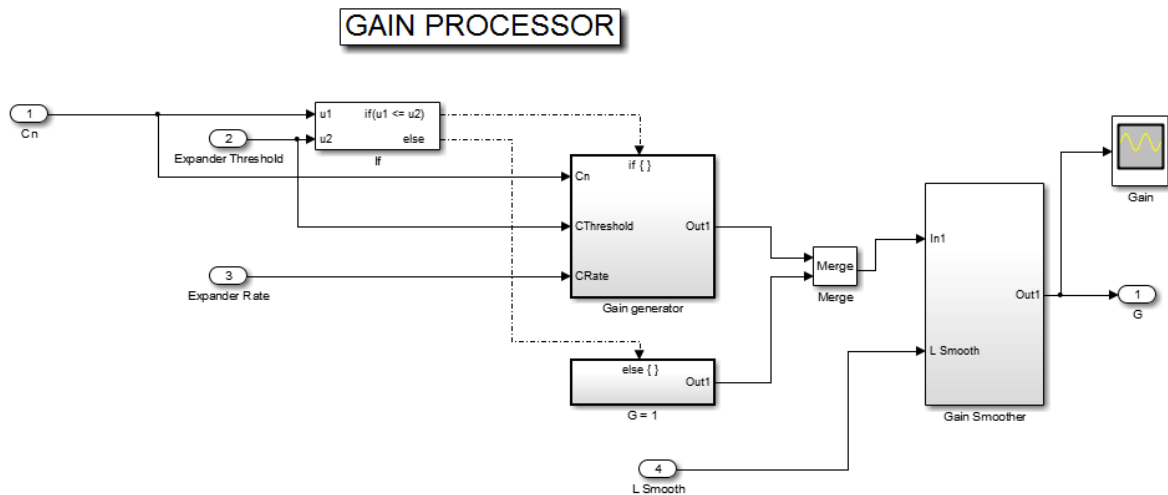 GAIN PROCESSOR
1
Cn
2
Expander Threshold
u1 if(u1 <= u2)
u2 else
If
if { }
Cn
CThreshold Out1
CRate
Gain generator
3
Expander Rate
else { }
Out1
G = 1
Merge
Merge
In1
Out1
L Smooth
Gain Smoother
Gain
1
G
4
L Smooth